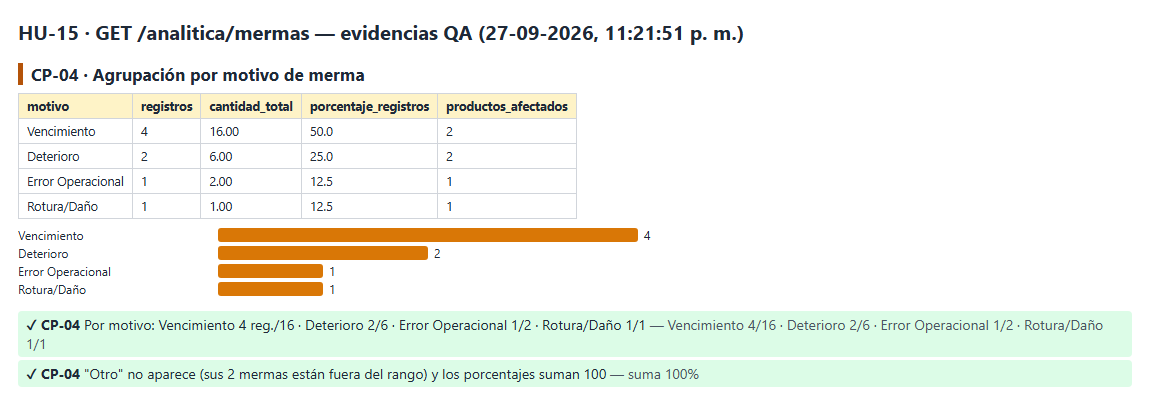 HU-15 · GET /analitica/mermas — evidencias QA (27-09-2026, 11:21:51 p. m.)
CP-04 · Agrupación por motivo de merma
motivo registros cantidad_total porcentaje_registros productos_afectados
Vencimiento 4 16.00 50.0 2
Deterioro 2 6.00 25.0 2
Error Operacional 1 2.00 12.5 1
Rotura/Daño 1 1.00 12.5 1
Vencimiento 4
Deterioro 2
Error Operacional 1
Rotura/Daño 1
✓ CP-04 Por motivo: Vencimiento 4 reg./16 · Deterioro 2/6 · Error Operacional 1/2 · Rotura/Daño 1/1 — Vencimiento 4/16 · Deterioro 2/6 · Error Operacional 1/2 · Rotura/Daño
1/1
✓ CP-04 "Otro" no aparece (sus 2 mermas están fuera del rango) y los porcentajes suman 100 — suma 100%